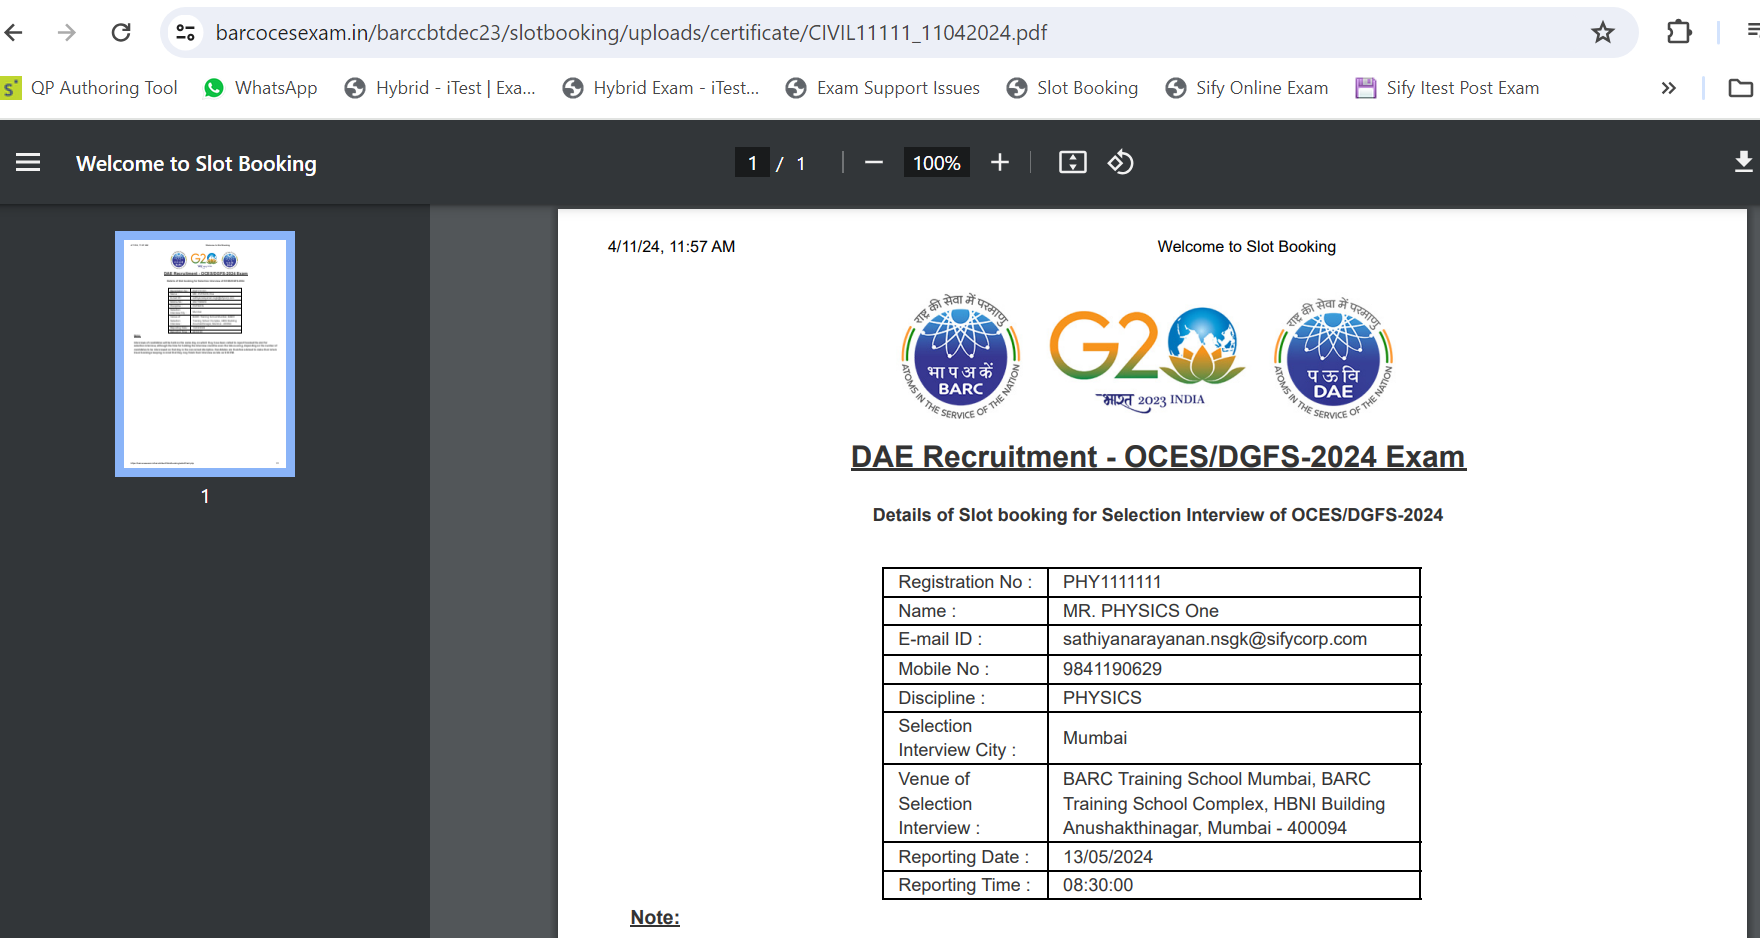 barcocesexam.in/barccbtdec23/slotbooking/uploads/certificate/CIVIL11111_11042024.pdf
QP Authoring Tool WhatsApp Hybrid - iTest | Exa... Hybrid Exam - iTest... Exam Support Issues Slot Booking Sify Online Exam Sify Itest Post Exam »
Welcome to Slot Booking 1 / 1 100%
1
4/11/24, 11:57 AM Welcome to Slot Booking
राष्ट्र की सेवा में परमाणु
भा प अ कें
BARC
ATOMS IN THE SERVICE OF THE NATION
G20
भारत 2023 INDIA
राष्ट्र की सेवा में परमाणु
प ऊ वि
DAE
ATOMS IN THE SERVICE OF THE NATION
DAE Recruitment - OCES/DGFS-2024 Exam
Details of Slot booking for Selection Interview of OCES/DGFS-2024
Registration No : PHY1111111
Name : MR. PHYSICS One
E-mail ID : sathiyanarayanan.nsgk@sifycorp.com
Mobile No : 9841190629
Discipline : PHYSICS
Selection
Interview City : Mumbai
Venue of
Selection
Interview :
BARC Training School Mumbai, BARC
Training School Complex, HBNI Building
Anushakthinagar, Mumbai - 400094
Reporting Date : 13/05/2024
Reporting Time : 08:30:00
Note: